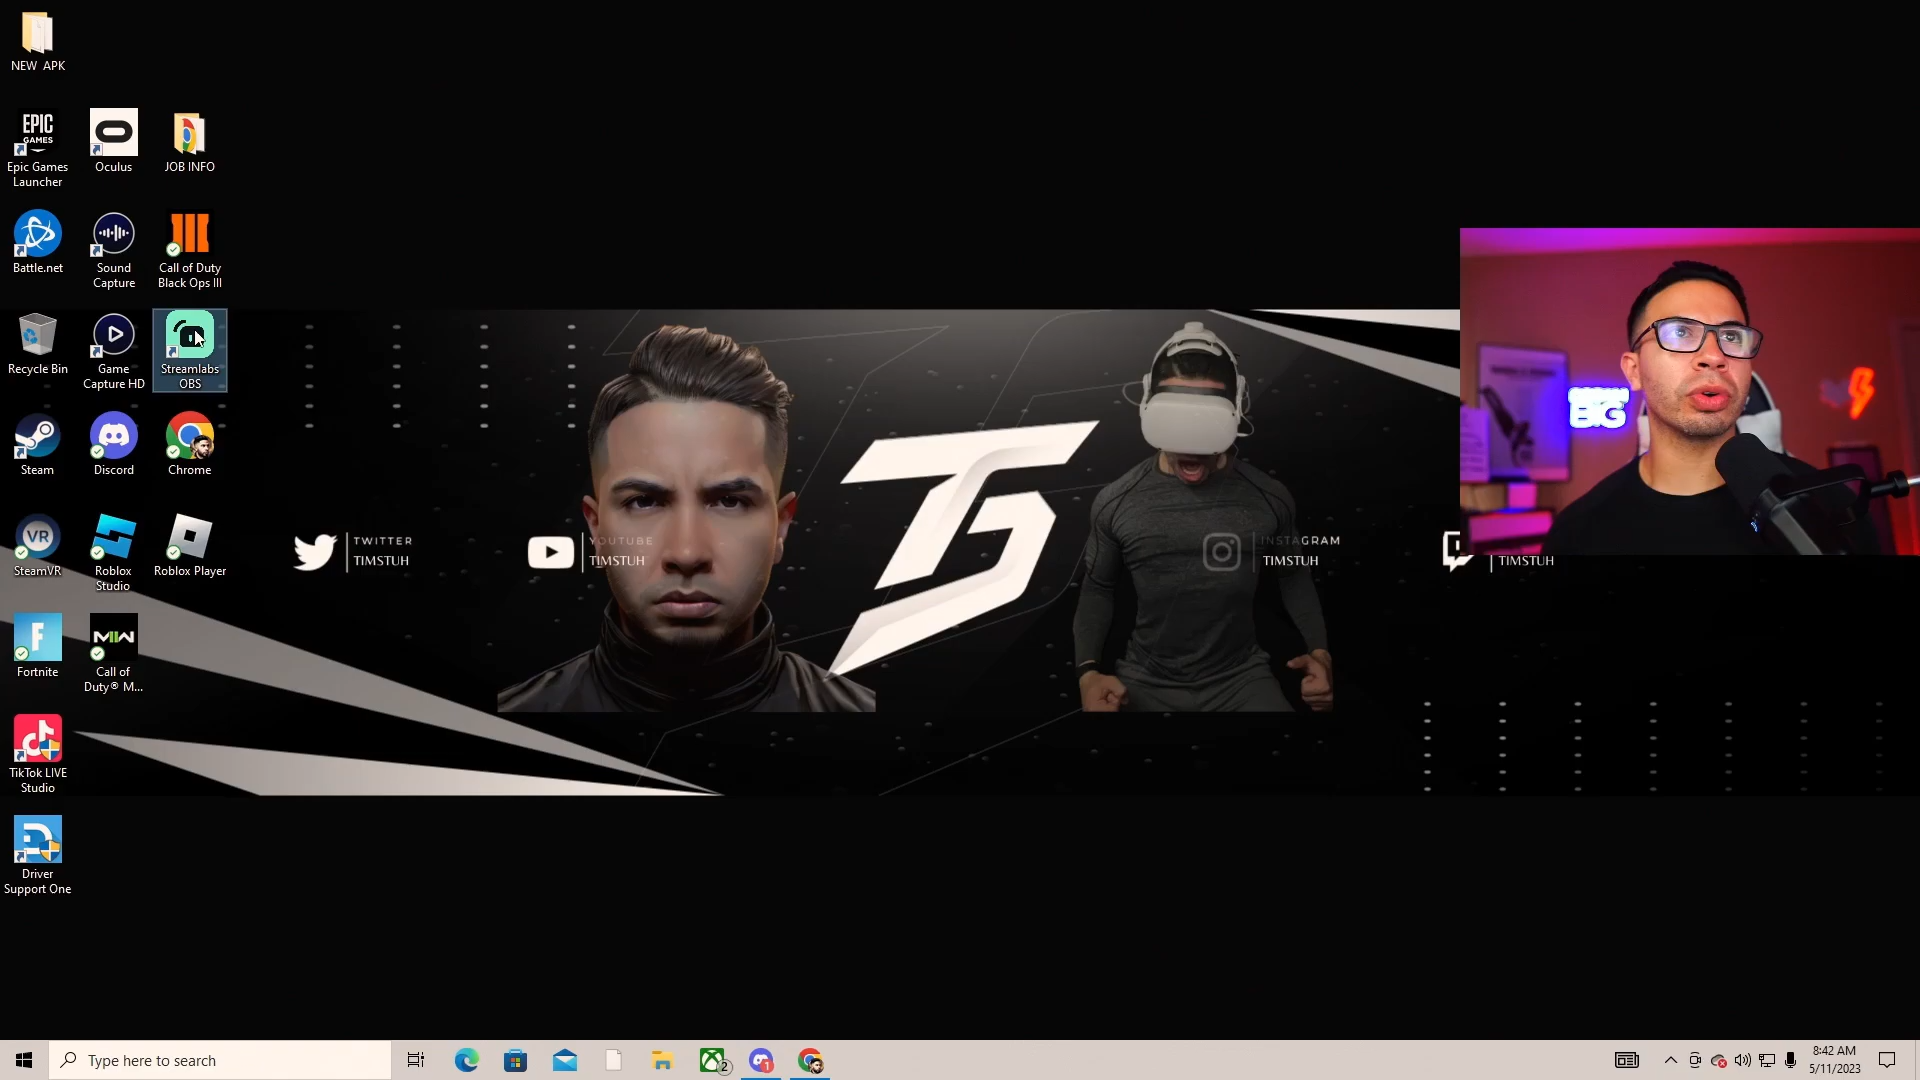 NEW APK
EPIC
GAMES
Epic Games
Launcher
Oculus
JOB INFO
Battle.net
Sound
Capture
Call of Duty
Black Ops III
Recycle Bin
Game
Capture HD
Streamlabs
OBS
Steam
Discord
Chrome
VR
SteamVR
Roblox
Studio
Roblox Player
F
Fortnite
MW
Call of
Duty® M...
TikTok LIVE
Studio
Driver
Support One
TWITTER
TIMSTUH
YOUTUBE
TIMSTUH
INSTAGRAM
TIMSTUH
TIMSTUH
BG
Type here to search
2
1
8:42 AM
5/11/2023